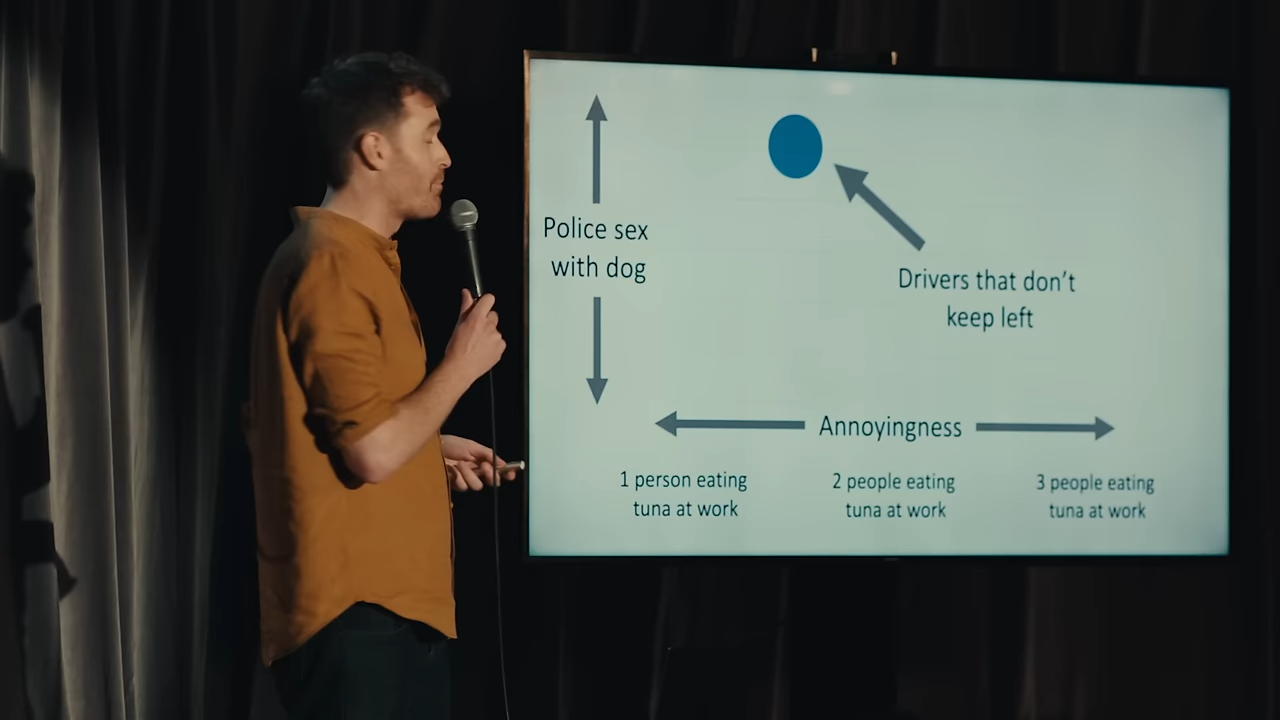 Police sex
with dog
Drivers that don't
keep left
Annoyingness
1 person eating
tuna at work
2 people eating
tuna at work
3 people eating
tuna at work